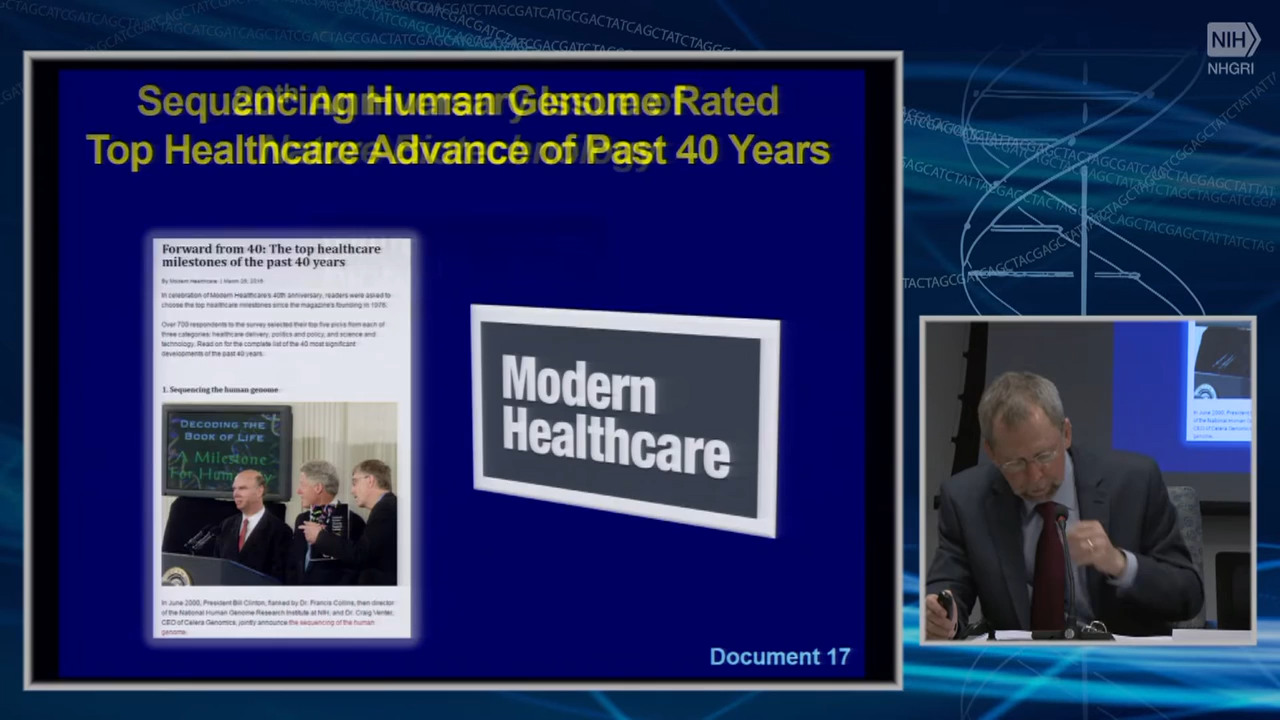 NIH
NHGRI
Sequencing Human Genome Rated
Top Healthcare Advance of Past 40 Years
Forward from 40: The top healthcare
milestones of the past 40 years
By Modern Healthcare | March 28, 2016
In celebration of Modern Healthcare's 40th anniversary, readers were asked to
choose the top healthcare milestones since the magazine's founding in 1976.
Over 700 respondents to the survey selected their top five picks from each of
three categories: healthcare delivery, politics and policy, and science and
technology. Read on for the complete list of the 40 most significant
developments of the past 40 years.
1. Sequencing the human genome
DECODING THE
BOOK OF LIFE
A Milestone
For Humanity
In June 2000, President Bill Clinton, flanked by Dr. Francis Collins, then director
of the National Human Genome Research Institute at NIH, and Dr. Craig Venter,
CEO of Celera Genomics, jointly announce the sequencing of the human
genome.
Modern
Healthcare
Document 17